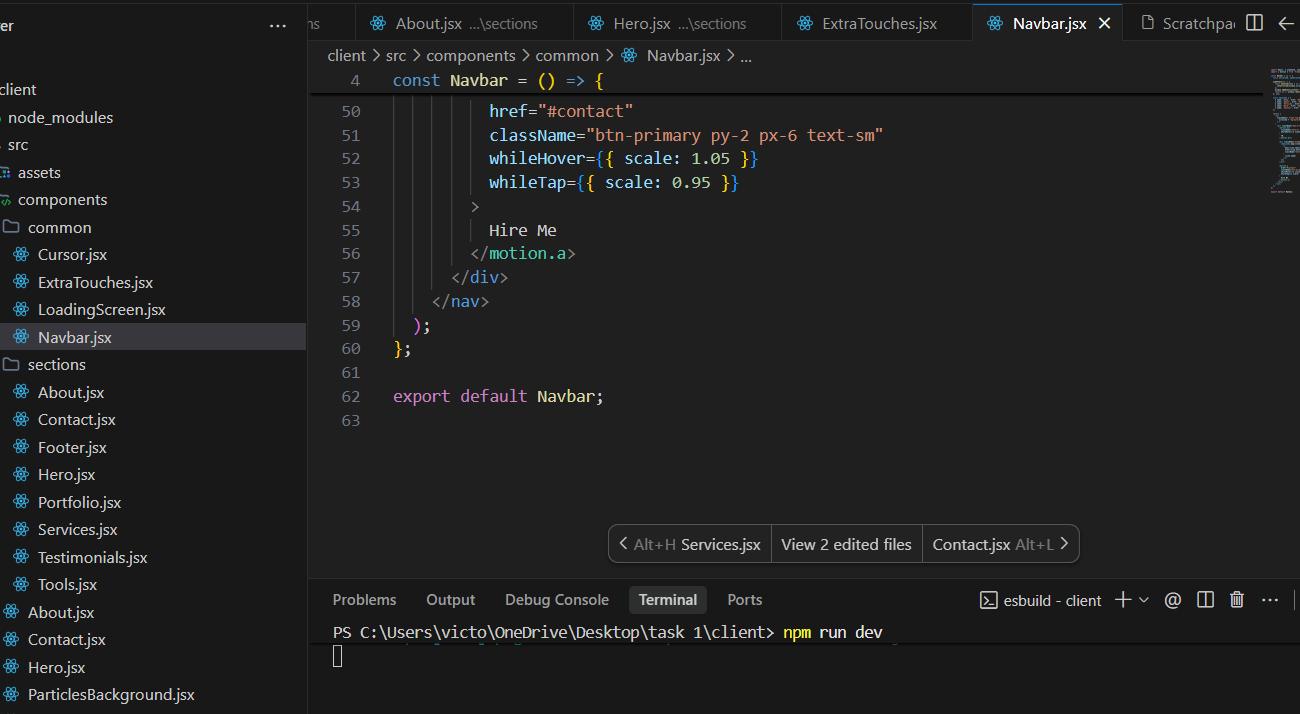 er ...
client
node_modules
src
assets
components
common
Cursor.jsx
ExtraTouches.jsx
LoadingScreen.jsx
Navbar.jsx
sections
About.jsx
Contact.jsx
Footer.jsx
Hero.jsx
Portfolio.jsx
Services.jsx
Testimonials.jsx
Tools.jsx
About.jsx
Contact.jsx
Hero.jsx
ParticlesBackground.jsx
ns About.jsx ...\sections Hero.jsx ...\sections ExtraTouches.jsx Navbar.jsx Scratchpa
client > src > components > common > Navbar.jsx > ...
4 const Navbar = () => {
50 href="#contact"
51 className="btn-primary py-2 px-6 text-sm"
52 whileHover={{ scale: 1.05 }}
53 whileTap={{ scale: 0.95 }}
54 >
55 Hire Me
56 </motion.a>
57 </div>
58 </nav>
59 );
60 };
61
62 export default Navbar;
63
< Alt+H Services.jsx View 2 edited files Contact.jsx Alt+L >
Problems Output Debug Console Terminal Ports esbuild - client
PS C:\Users\victo\OneDrive\Desktop\task 1\client> npm run dev